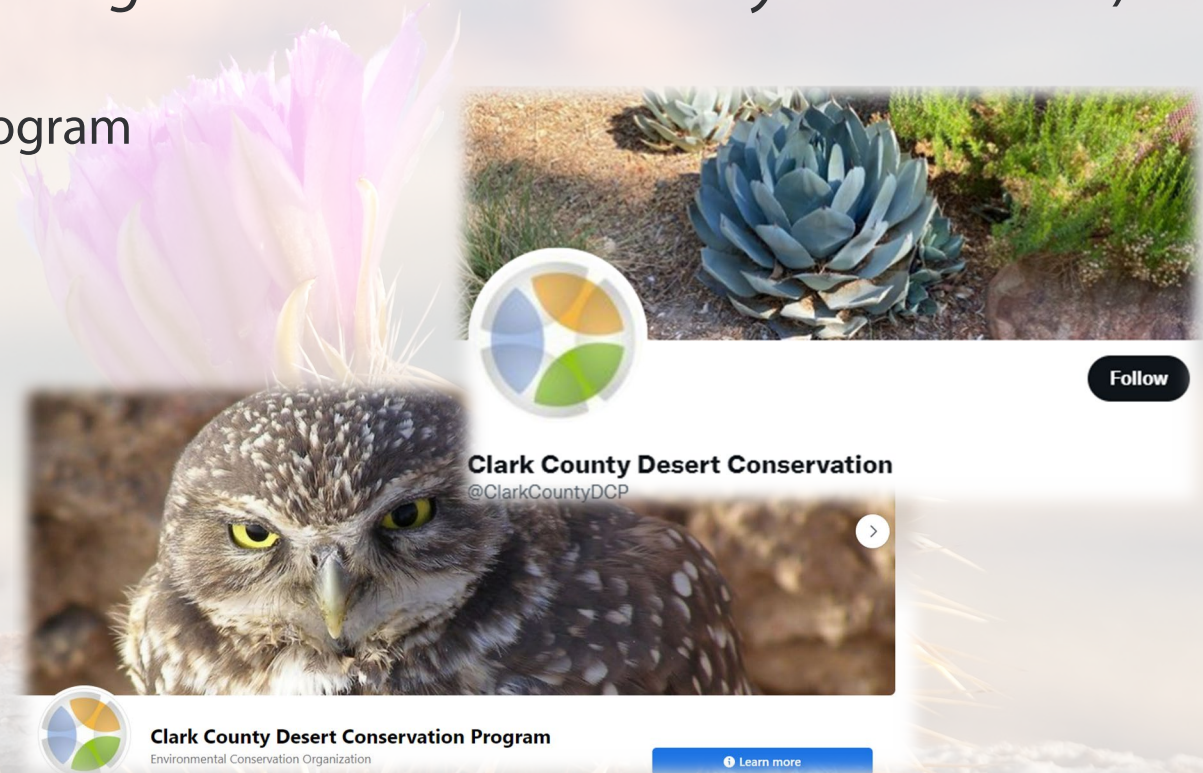 ogram
Follow
Clark County Desert Conservation
@ClarkCountyDCP
Clark County Desert Conservation Program
Environmental Conservation Organization
Learn more